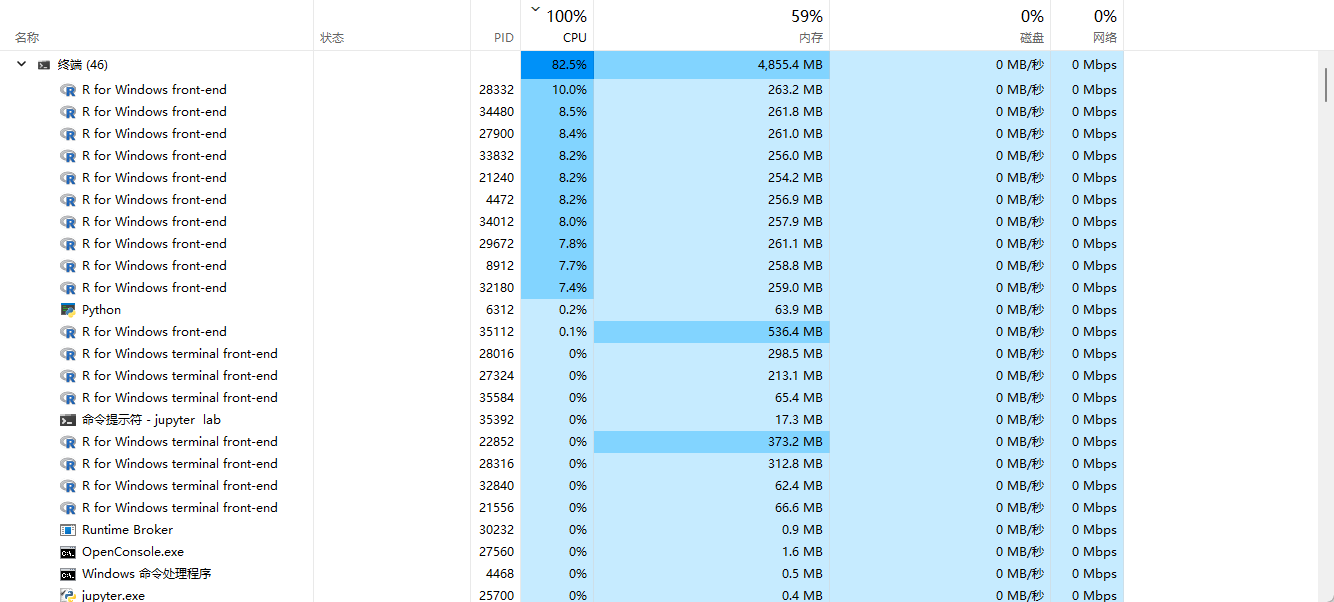 100% 59% 0% 0%
名称 状态 PID CPU 内存 磁盘 网络
终端 (46) 82.5% 4,855.4 MB 0 MB/秒 0 Mbps
R for Windows front-end 28332 10.0% 263.2 MB 0 MB/秒 0 Mbps
R for Windows front-end 34480 8.5% 261.8 MB 0 MB/秒 0 Mbps
R for Windows front-end 27900 8.4% 261.0 MB 0 MB/秒 0 Mbps
R for Windows front-end 33832 8.2% 256.0 MB 0 MB/秒 0 Mbps
R for Windows front-end 21240 8.2% 254.2 MB 0 MB/秒 0 Mbps
R for Windows front-end 4472 8.2% 256.9 MB 0 MB/秒 0 Mbps
R for Windows front-end 34012 8.0% 257.9 MB 0 MB/秒 0 Mbps
R for Windows front-end 29672 7.8% 261.1 MB 0 MB/秒 0 Mbps
R for Windows front-end 8912 7.7% 258.8 MB 0 MB/秒 0 Mbps
R for Windows front-end 32180 7.4% 259.0 MB 0 MB/秒 0 Mbps
Python 6312 0.2% 63.9 MB 0 MB/秒 0 Mbps
R for Windows front-end 35112 0.1% 536.4 MB 0 MB/秒 0 Mbps
R for Windows terminal front-end 28016 0% 298.5 MB 0 MB/秒 0 Mbps
R for Windows terminal front-end 27324 0% 213.1 MB 0 MB/秒 0 Mbps
R for Windows terminal front-end 35584 0% 65.4 MB 0 MB/秒 0 Mbps
命令提示符 - jupyter lab 35392 0% 17.3 MB 0 MB/秒 0 Mbps
R for Windows terminal front-end 22852 0% 373.2 MB 0 MB/秒 0 Mbps
R for Windows terminal front-end 28316 0% 312.8 MB 0 MB/秒 0 Mbps
R for Windows terminal front-end 32840 0% 62.4 MB 0 MB/秒 0 Mbps
R for Windows terminal front-end 21556 0% 66.6 MB 0 MB/秒 0 Mbps
Runtime Broker 30232 0% 0.9 MB 0 MB/秒 0 Mbps
OpenConsole.exe 27560 0% 1.6 MB 0 MB/秒 0 Mbps
Windows 命令处理程序 4468 0% 0.5 MB 0 MB/秒 0 Mbps
jupyter.exe 25700 0% 0.4 MB 0 MB/秒 0 Mbps